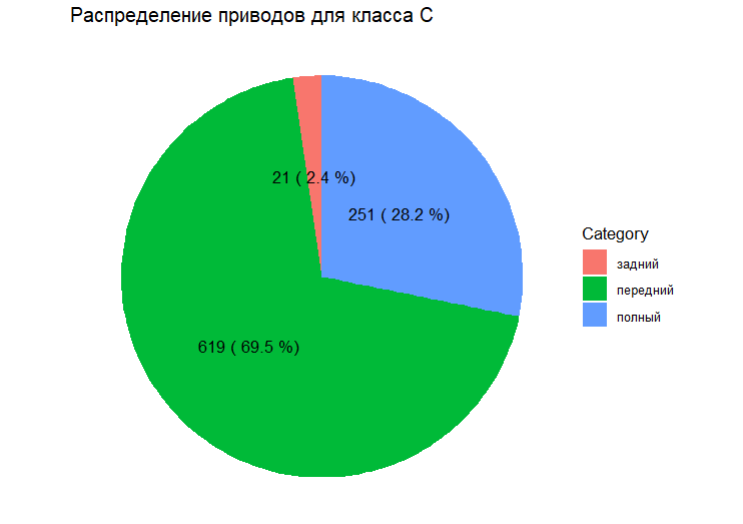 Распределение приводов для класса C
21 ( 2.4 %)
251 ( 28.2 %)
619 ( 69.5 %)
Category
задний
передний
полный